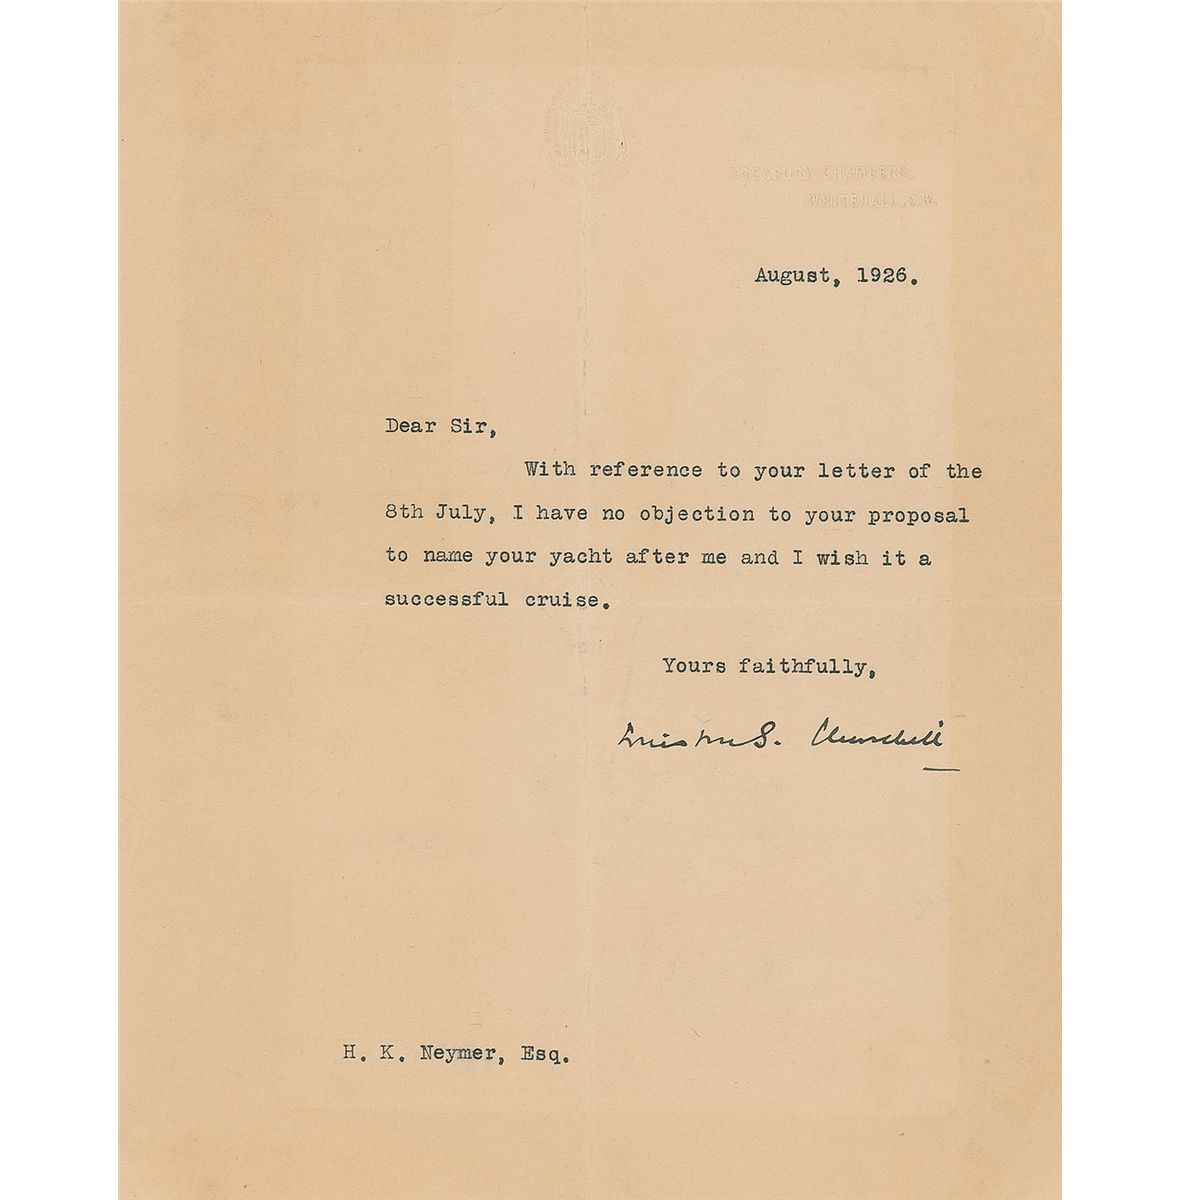 TREASURY CHAMBERS,
WHITEHALL, S.W.
August, 1926.
Dear Sir,
With reference to your letter of the
8th July, I have no objection to your proposal
to name your yacht after me and I wish it a
successful cruise.
Yours faithfully,
Winston S. Churchill
H. K. Neymer, Esq.